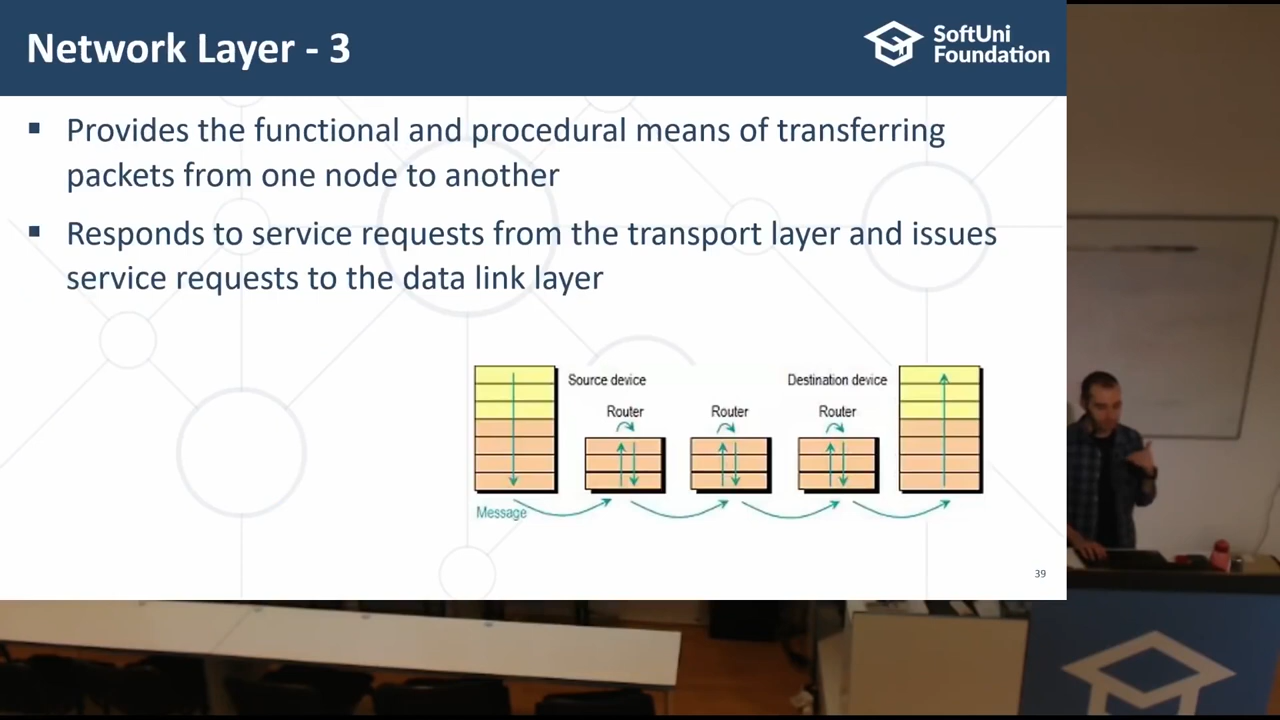 Network Layer - 3
SoftUni
Foundation
▪ Provides the functional and procedural means of transferring
packets from one node to another
▪ Responds to service requests from the transport layer and issues
service requests to the data link layer
Source device
Destination device
Router
Router
Router
Message
39